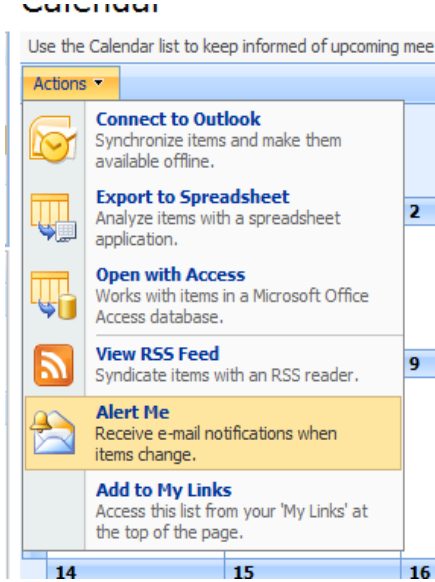 Calendar
Use the Calendar list to keep informed of upcoming mee
Actions
Connect to Outlook
Synchronize items and make them
available offline.
Export to Spreadsheet
Analyze items with a spreadsheet
application.
2
Open with Access
Works with items in a Microsoft Office
Access database.
View RSS Feed
Syndicate items with an RSS reader.
9
Alert Me
Receive e-mail notifications when
items change.
Add to My Links
Access this list from your 'My Links' at
the top of the page.
14 15 16